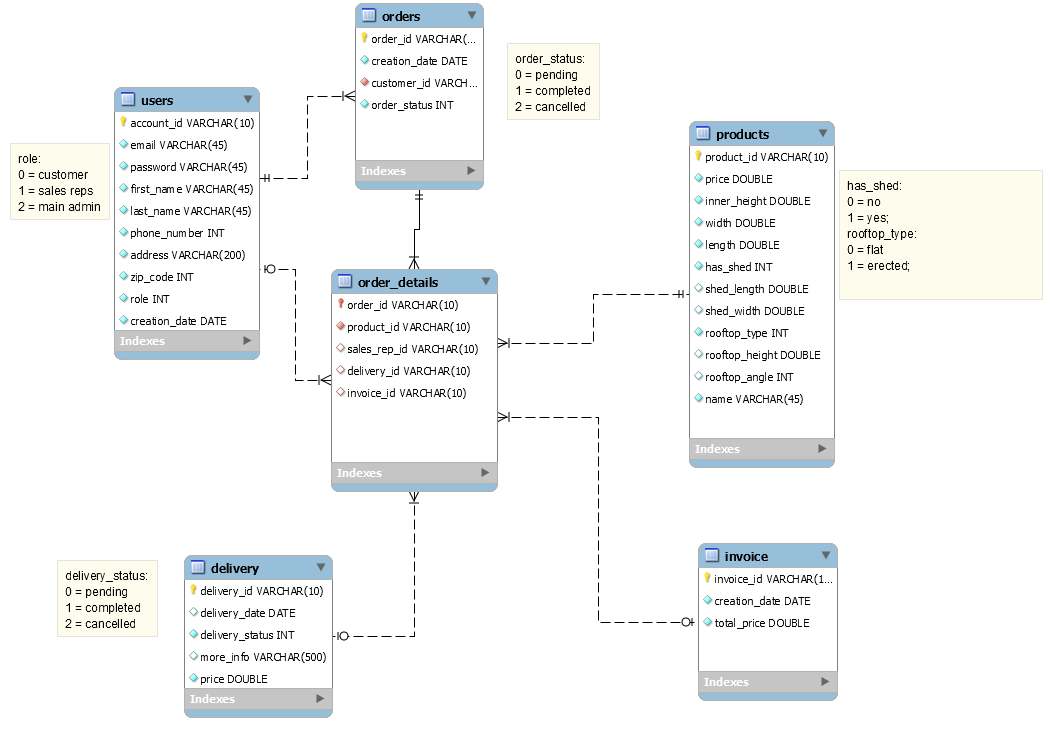 orders
order_id VARCHAR(...
creation_date DATE
customer_id VARCH...
order_status INT
Indexes
order_status:
0 = pending
1 = completed
2 = cancelled
users
account_id VARCHAR(10)
email VARCHAR(45)
password VARCHAR(45)
first_name VARCHAR(45)
last_name VARCHAR(45)
phone_number INT
address VARCHAR(200)
zip_code INT
role INT
creation_date DATE
Indexes
role:
0 = customer
1 = sales reps
2 = main admin
products
product_id VARCHAR(10)
price DOUBLE
inner_height DOUBLE
width DOUBLE
length DOUBLE
has_shed INT
shed_length DOUBLE
shed_width DOUBLE
rooftop_type INT
rooftop_height DOUBLE
rooftop_angle INT
name VARCHAR(45)
Indexes
has_shed:
0 = no
1 = yes;
rooftop_type:
0 = flat
1 = erected;
order_details
order_id VARCHAR(10)
product_id VARCHAR(10)
sales_rep_id VARCHAR(10)
delivery_id VARCHAR(10)
invoice_id VARCHAR(10)
Indexes
delivery_status:
0 = pending
1 = completed
2 = cancelled
delivery
delivery_id VARCHAR(10)
delivery_date DATE
delivery_status INT
more_info VARCHAR(500)
price DOUBLE
Indexes
invoice
invoice_id VARCHAR(1...
creation_date DATE
total_price DOUBLE
Indexes